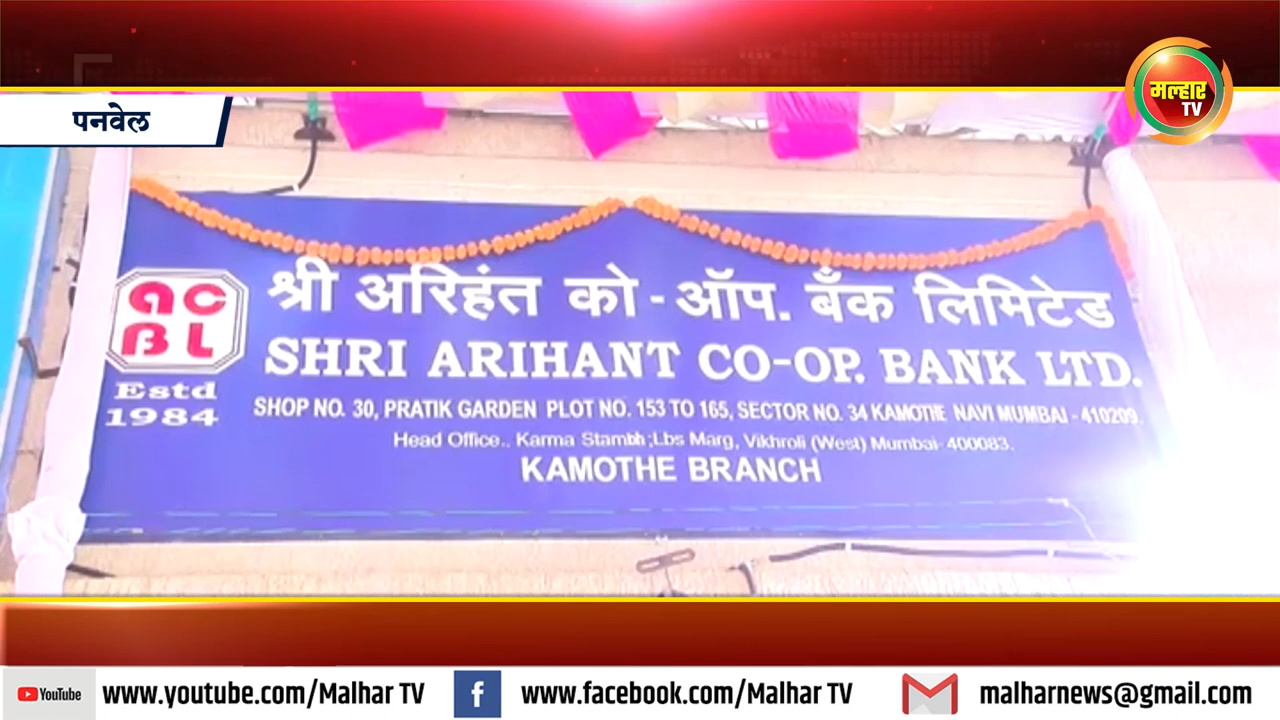 पनवेल
मल्हार
TV
श्री अरिहंत को - ऑप. बँक लिमिटेड
ac
BL
SHRI ARIHANT CO-OP. BANK LTD.
Estd
1984
SHOP NO. 30, PRATIK GARDEN PLOT NO. 153 TO 165, SECTOR NO. 34 KAMOTHE NAVI MUMBAI - 410209.
Head Office.. Karma Stambh ;Lbs Marg, Vikhroli (West) Mumbai- 400083.
KAMOTHE BRANCH
YouTube www.youtube.com/Malhar TV f www.facebook.com/Malhar TV malharnews@gmail.com